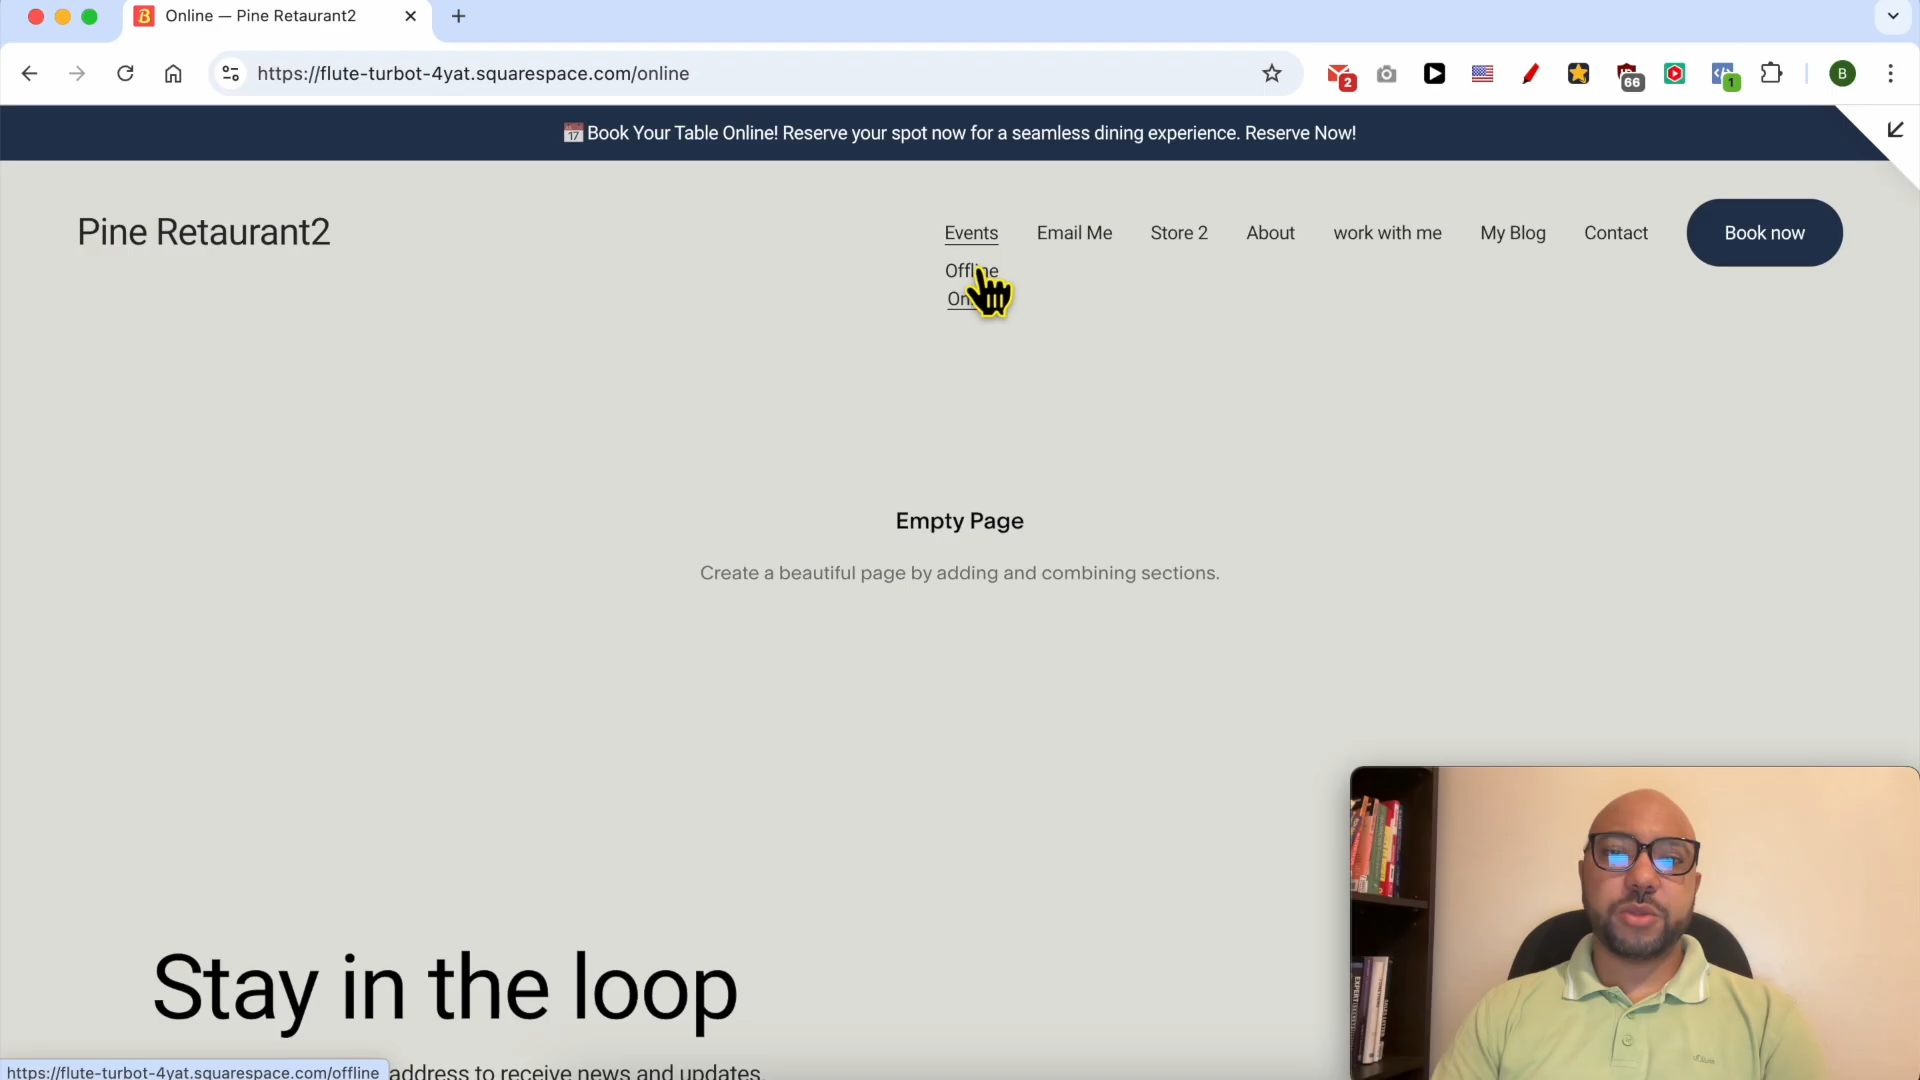 Online — Pine Retaurant2
https://flute-turbot-4yat.squarespace.com/online
2
66
1
B
17 Book Your Table Online! Reserve your spot now for a seamless dining experience. Reserve Now!
Pine Retaurant2
Events Email Me Store 2 About work with me My Blog Contact Book now
Offline
Empty Page
Create a beautiful page by adding and combining sections.
Stay in the loop
address to receive news and updates.
https://flute-turbot-4yat.squarespace.com/offline